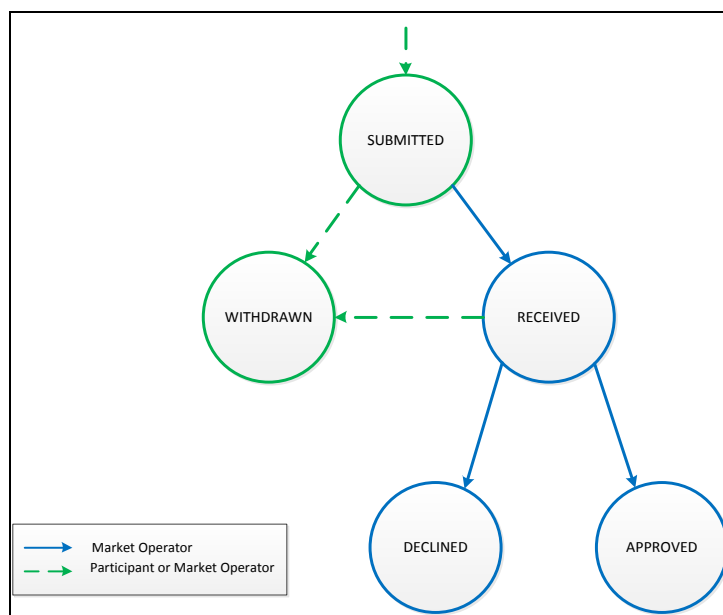 SUBMITTED
WITHDRAWN
RECEIVED
DECLINED
APPROVED
Market Operator
Participant or Market Operator